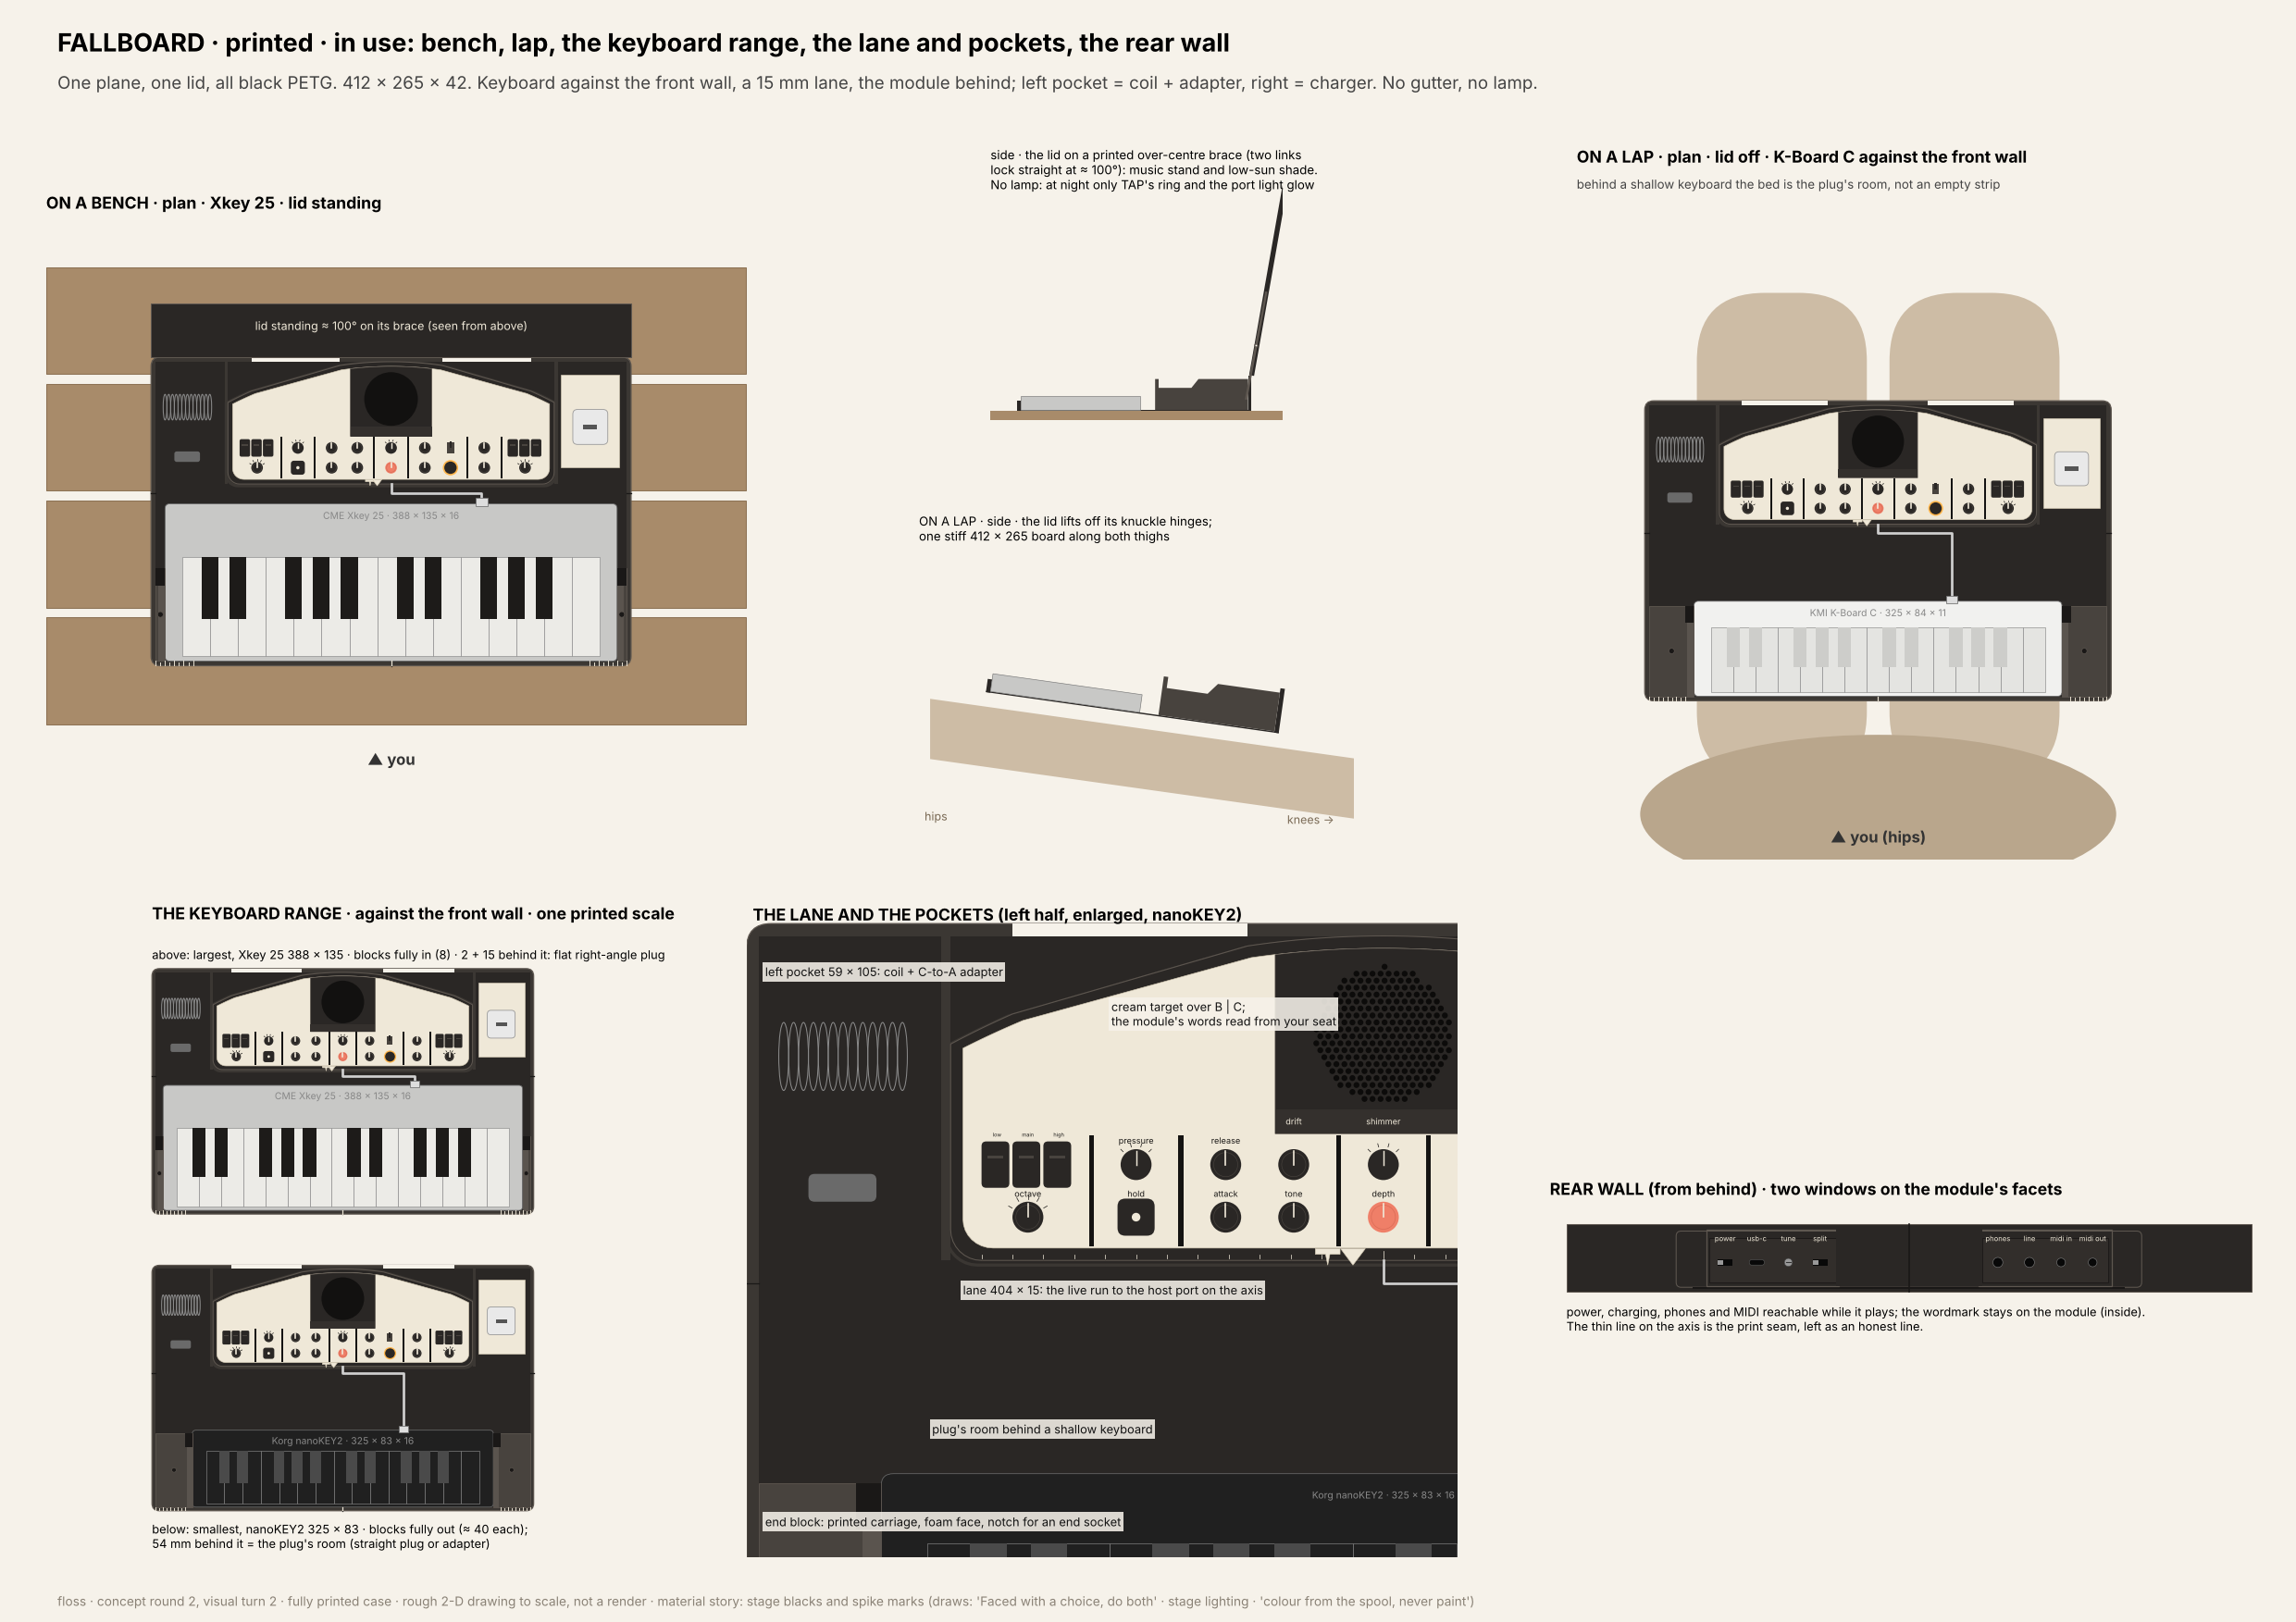 FALLBOARD · printed · in use: bench, lap, the keyboard range, the lane and pockets, the rear wall
One plane, one lid, all black PETG. 412 × 265 × 42. Keyboard against the front wall, a 15 mm lane, the module behind; left pocket = coil + adapter, right = charger. No gutter, no lamp.
ON A BENCH · plan · Xkey 25 · lid standing
lid standing ≈ 100° on its brace (seen from above)
CME Xkey 25 · 388 × 135 × 16
▲ you
side · the lid on a printed over-centre brace (two links
lock straight at ≈ 100°): music stand and low-sun shade.
No lamp: at night only TAP's ring and the port light glow
ON A LAP · side · the lid lifts off its knuckle hinges;
one stiff 412 × 265 board along both thighs
hips
knees →
ON A LAP · plan · lid off · K-Board C against the front wall
behind a shallow keyboard the bed is the plug's room, not an empty strip
KMI K-Board C · 325 × 84 × 11
▲ you (hips)
THE KEYBOARD RANGE · against the front wall · one printed scale
above: largest, Xkey 25 388 × 135 · blocks fully in (8) · 2 + 15 behind it: flat right-angle plug
CME Xkey 25 · 388 × 135 × 16
Korg nanoKEY2 · 325 × 83 × 16
below: smallest, nanoKEY2 325 × 83 · blocks fully out (≈ 40 each);
54 mm behind it = the plug's room (straight plug or adapter)
THE LANE AND THE POCKETS (left half, enlarged, nanoKEY2)
left pocket 59 × 105: coil + C-to-A adapter
cream target over B | C;
the module's words read from your seat
drift shimmer
low main high
pressure release
octave hold attack tone depth
lane 404 × 15: the live run to the host port on the axis
plug's room behind a shallow keyboard
Korg nanoKEY2 · 325 × 83 × 16
end block: printed carriage, foam face, notch for an end socket
REAR WALL (from behind) · two windows on the module's facets
power usb-c tune split phones line midi in midi out
power, charging, phones and MIDI reachable while it plays; the wordmark stays on the module (inside).
The thin line on the axis is the print seam, left as an honest line.
floss · concept round 2, visual turn 2 · fully printed case · rough 2-D drawing to scale, not a render · material story: stage blacks and spike marks (draws: 'Faced with a choice, do both' · stage lighting · 'colour from the spool, never paint')